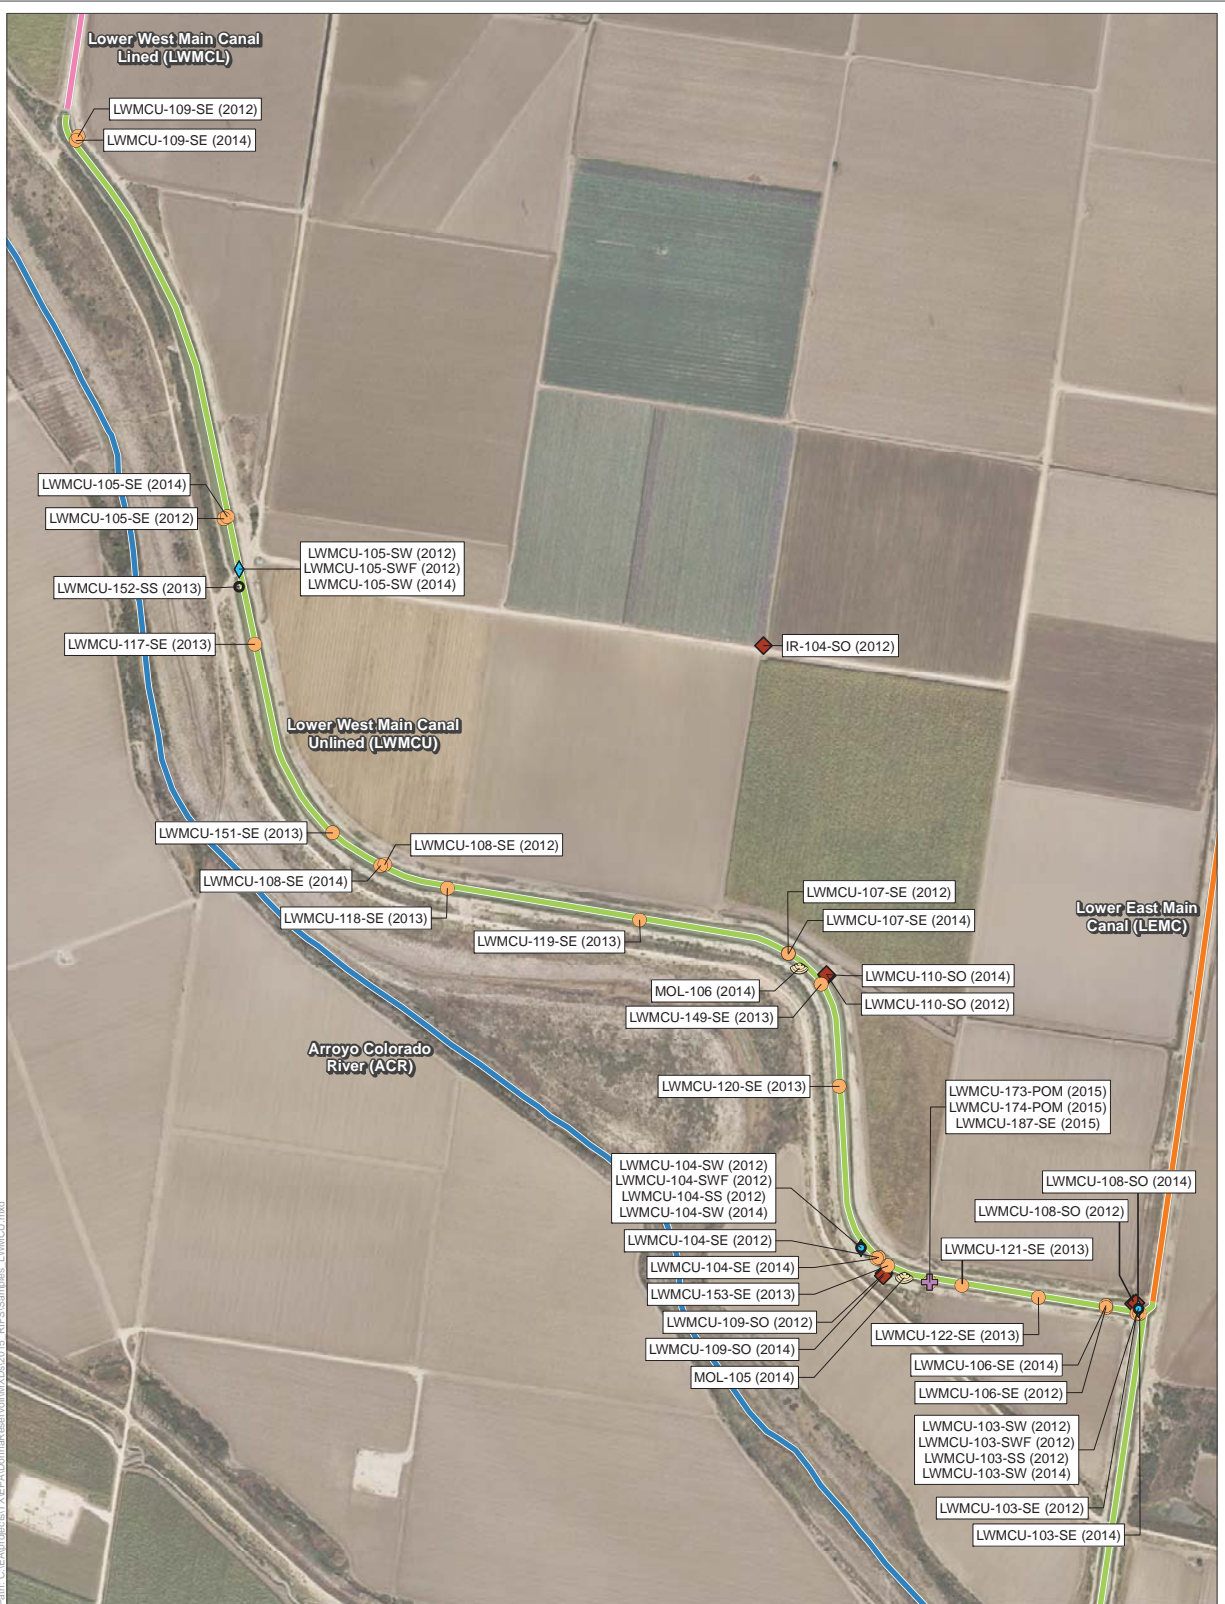 Lower West Main Canal
Lined (LWMCL)
LWMCU-109-SE (2012)
LWMCU-109-SE (2014)
LWMCU-105-SE (2014)
LWMCU-105-SE (2012)
LWMCU-105-SW (2012)
LWMCU-105-SWF (2012)
LWMCU-105-SW (2014)
LWMCU-152-SS (2013)
LWMCU-117-SE (2013)
IR-104-SO (2012)
Lower West Main Canal
Unlined (LWMCU)
LWMCU-151-SE (2013)
LWMCU-108-SE (2012)
LWMCU-108-SE (2014)
LWMCU-118-SE (2013)
LWMCU-119-SE (2013)
LWMCU-107-SE (2012)
LWMCU-107-SE (2014)
Lower East Main
Canal (LEMC)
LWMCU-110-SO (2014)
MOL-106 (2014)
LWMCU-110-SO (2012)
LWMCU-149-SE (2013)
Arroyo Colorado
River (ACR)
LWMCU-120-SE (2013)
LWMCU-173-POM (2015)
LWMCU-174-POM (2015)
LWMCU-187-SE (2015)
LWMCU-104-SW (2012)
LWMCU-104-SWF (2012)
LWMCU-104-SS (2012)
LWMCU-104-SW (2014)
LWMCU-108-SO (2014)
LWMCU-108-SO (2012)
LWMCU-104-SE (2012)
LWMCU-121-SE (2013)
LWMCU-104-SE (2014)
LWMCU-153-SE (2013)
LWMCU-109-SO (2012)
LWMCU-122-SE (2013)
LWMCU-109-SO (2014)
LWMCU-106-SE (2014)
MOL-105 (2014)
LWMCU-106-SE (2012)
LWMCU-103-SW (2012)
LWMCU-103-SWF (2012)
LWMCU-103-SS (2012)
LWMCU-103-SW (2014)
LWMCU-103-SE (2012)
LWMCU-103-SE (2014)